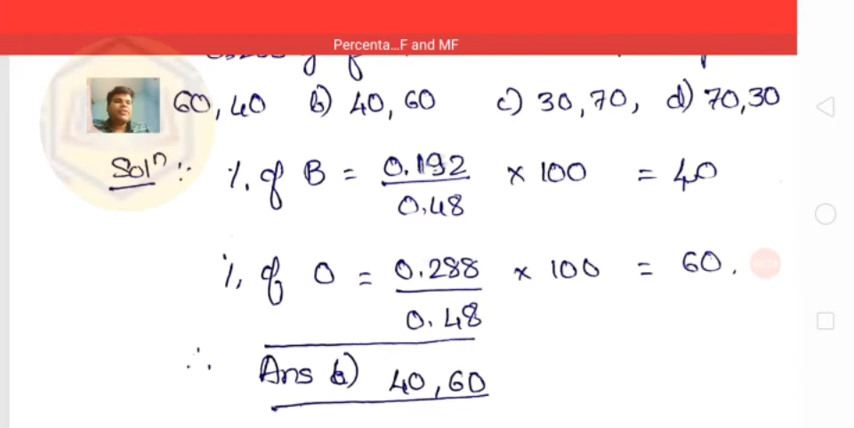 Percenta...F and MF
60, 40 b) 40, 60 c) 30, 70, d) 70,30
Solⁿ :- % of B = 0.192/0.48 × 100 = 40
% of O = 0.288/0.48 × 100 = 60.
∴ Ans b) 40, 60